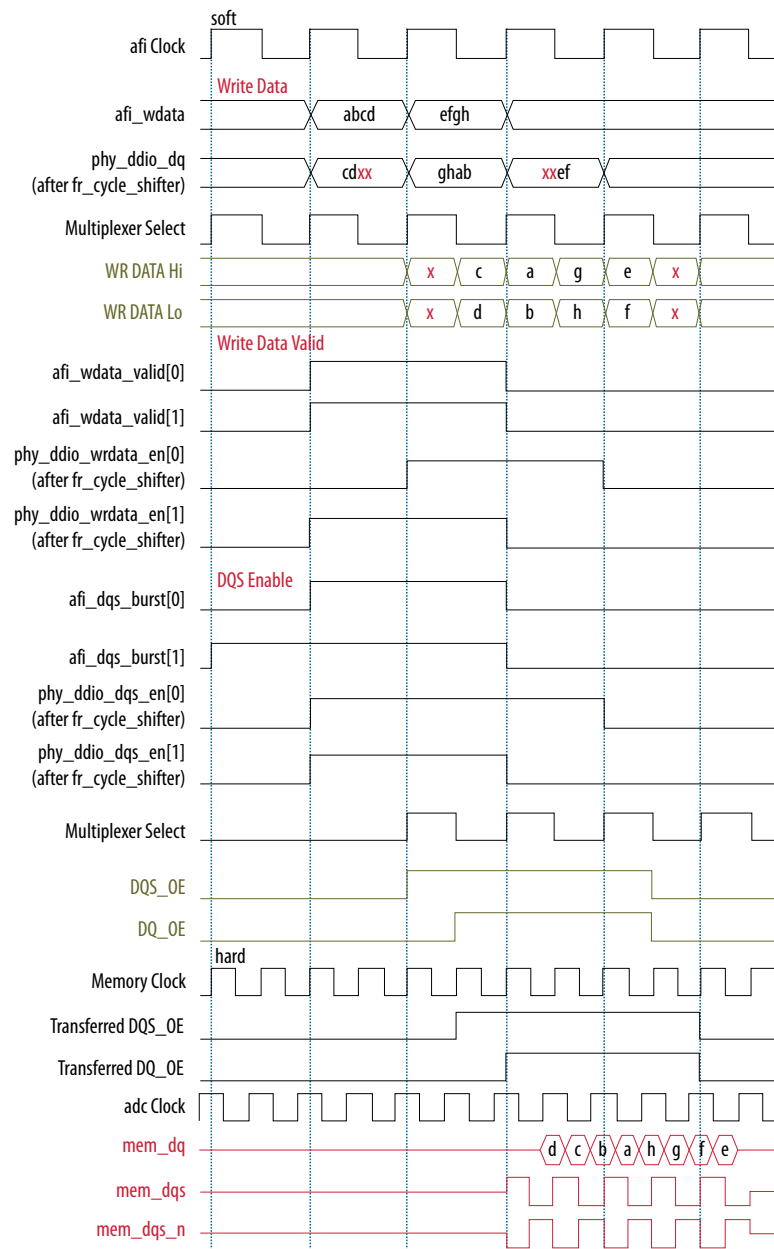 soft
afi Clock
Write Data
afi_wdata abcd efgh
phy_ddio_dq
(after fr_cycle_shifter) cdxx ghab xxef
Multiplexer Select
WR DATA Hi x c a g e x
WR DATA Lo x d b h f x
Write Data Valid
afi_wdata_valid[0]
afi_wdata_valid[1]
phy_ddio_wrdata_en[0]
(after fr_cycle_shifter)
phy_ddio_wrdata_en[1]
(after fr_cycle_shifter)
DQS Enable
afi_dqs_burst[0]
afi_dqs_burst[1]
phy_ddio_dqs_en[0]
(after fr_cycle_shifter)
phy_ddio_dqs_en[1]
(after fr_cycle_shifter)
Multiplexer Select
DQS_OE
DQ_OE
hard
Memory Clock
Transferred DQS_OE
Transferred DQ_OE
adc Clock
mem_dq d c b a h g f e
mem_dqs
mem_dqs_n